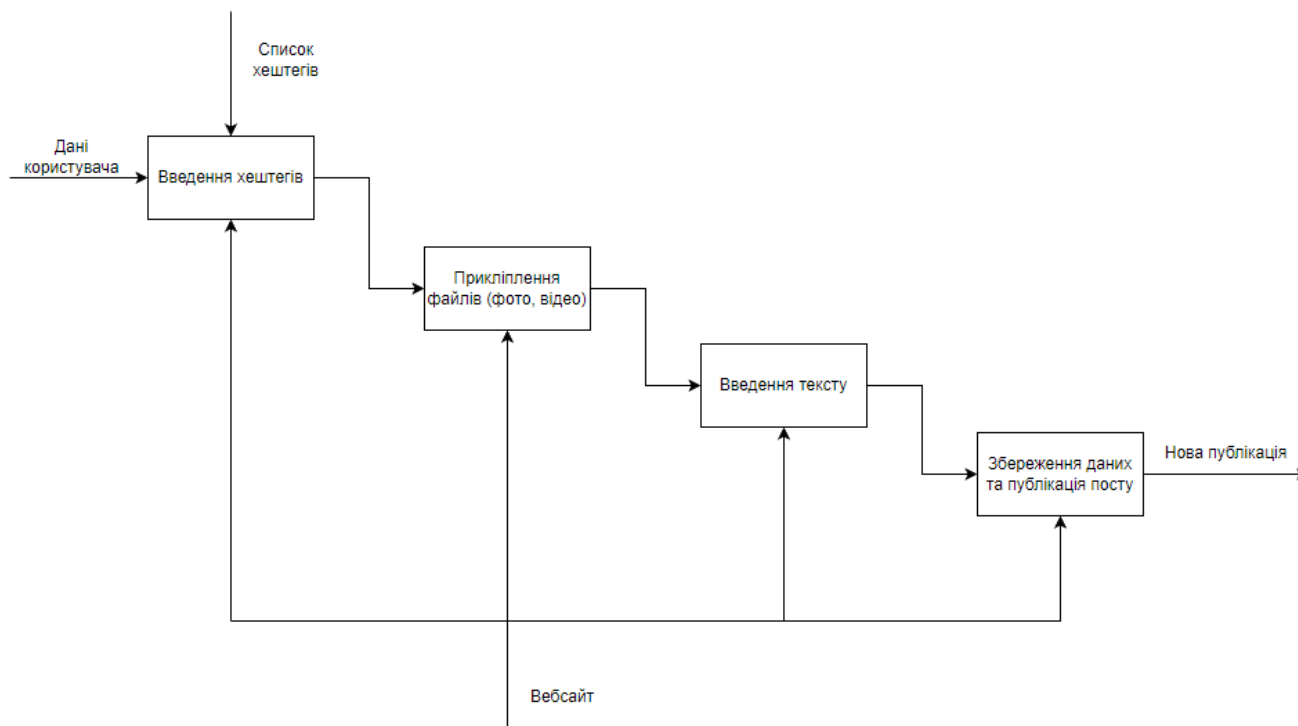 Список
хештегів
Дані
користувача
Введення хештегів
Прикліплення
файлів (фото, відео)
Введення тексту
Збереження даних
та публікація посту
Нова публікація
Вебсайт